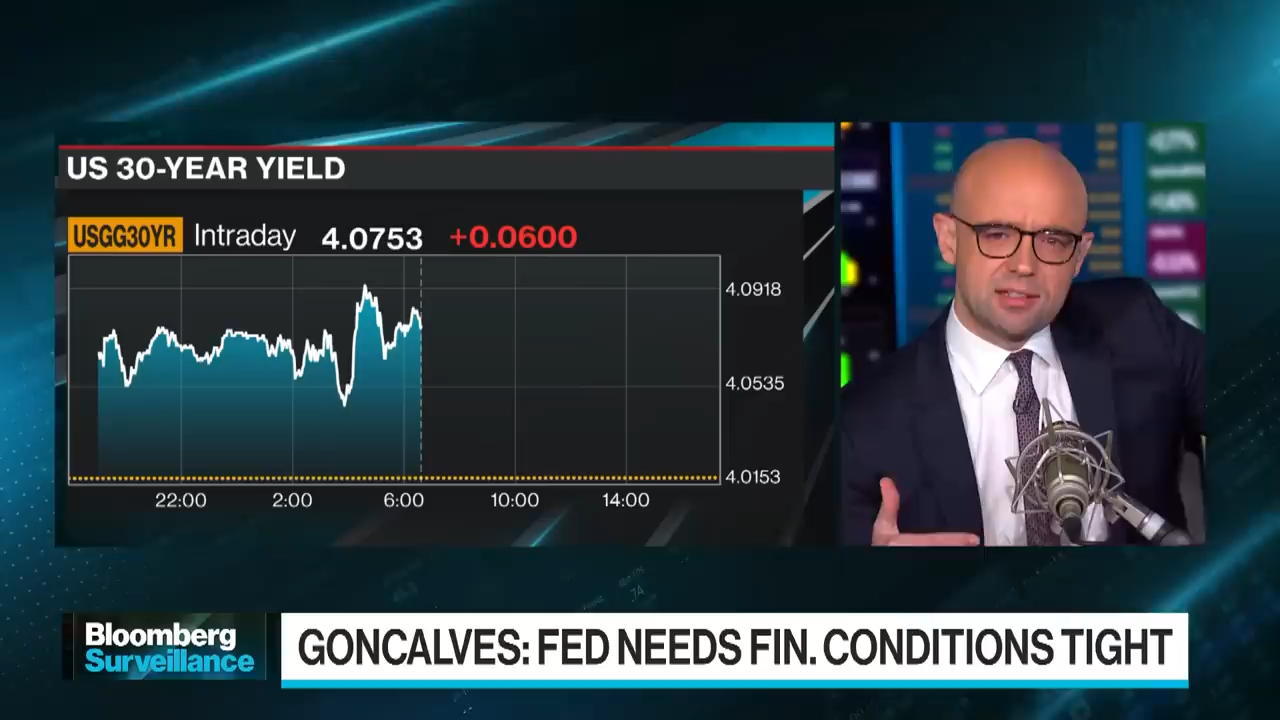 US 30-YEAR YIELD
USGG30YR Intraday 4.0753 +0.0600
4.0918
4.0535
4.0153
22:00 2:00 6:00 10:00 14:00
Bloomberg
Surveillance
GONCALVES: FED NEEDS FIN. CONDITIONS TIGHT